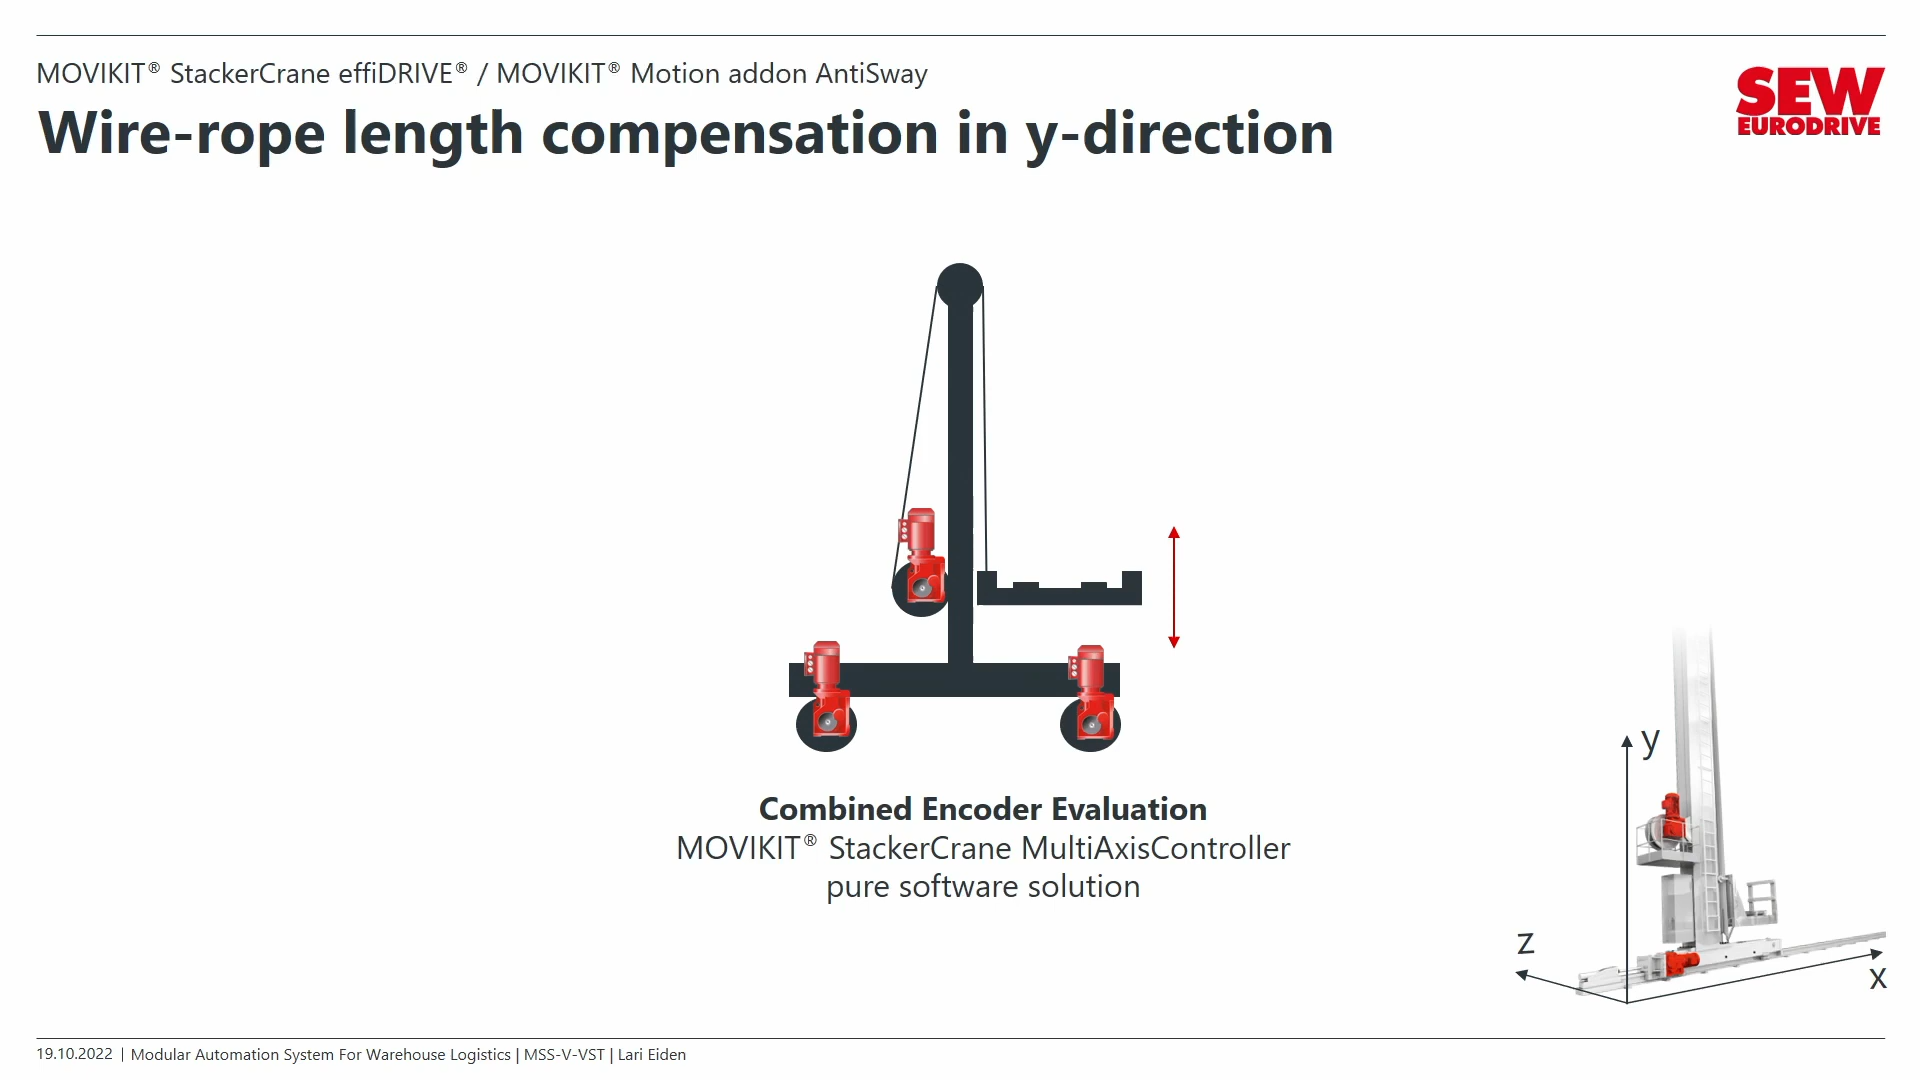 MOVIKIT® StackerCrane effiDRIVE® / MOVIKIT® Motion addon AntiSway
Wire-rope length compensation in y-direction
SEW
EURODRIVE
Combined Encoder Evaluation
MOVIKIT® StackerCrane MultiAxisController
pure software solution
y
z
x
19.10.2022 | Modular Automation System For Warehouse Logistics | MSS-V-VST | Lari Eiden